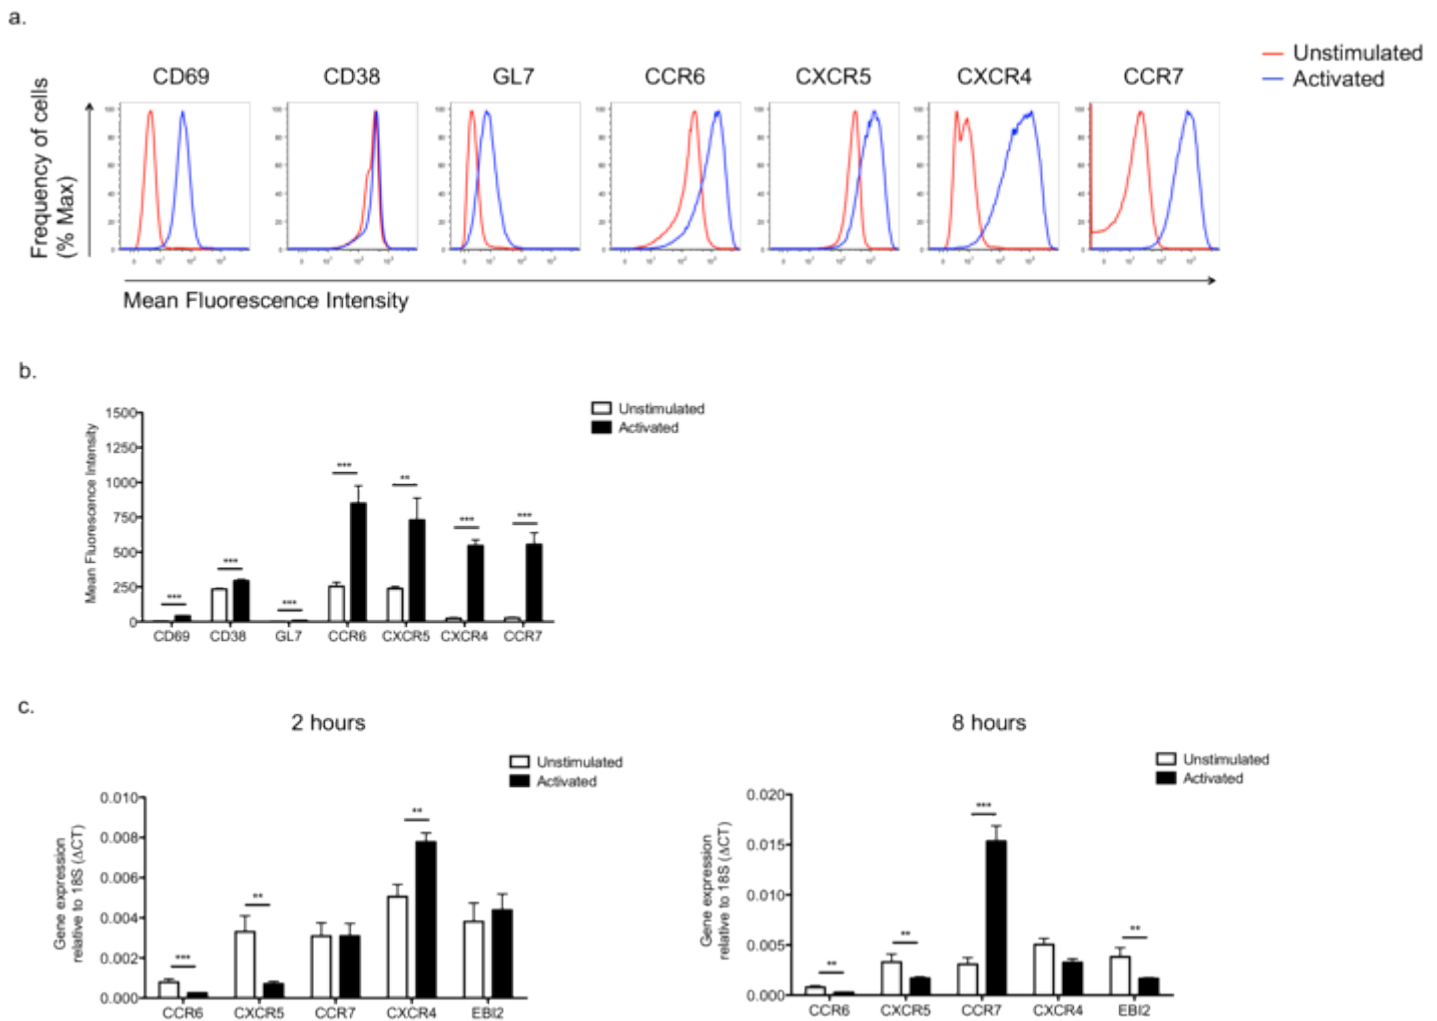 a.
CD69 CD38 GL7 CCR6 CXCR5 CXCR4 CCR7
Unstimulated
Activated
Frequency of cells
(% Max)
Mean Fluorescence Intensity
b.
Unstimulated
Activated
Mean Fluorescence Intensity
1500
1250
1000
750
500
250
0
*** *** *** *** ** *** ***
CD69 CD38 GL7 CCR6 CXCR5 CXCR4 CCR7
c.
2 hours
Unstimulated
Activated
Gene expression
relative to 18S (ΔCT)
0.010
0.008
0.006
0.004
0.002
0.000
*** ** **
CCR6 CXCR5 CCR7 CXCR4 EBI2
8 hours
Unstimulated
Activated
Gene expression
relative to 18S (ΔCT)
0.020
0.015
0.010
0.005
0.000
** ** *** **
CCR6 CXCR5 CCR7 CXCR4 EBI2